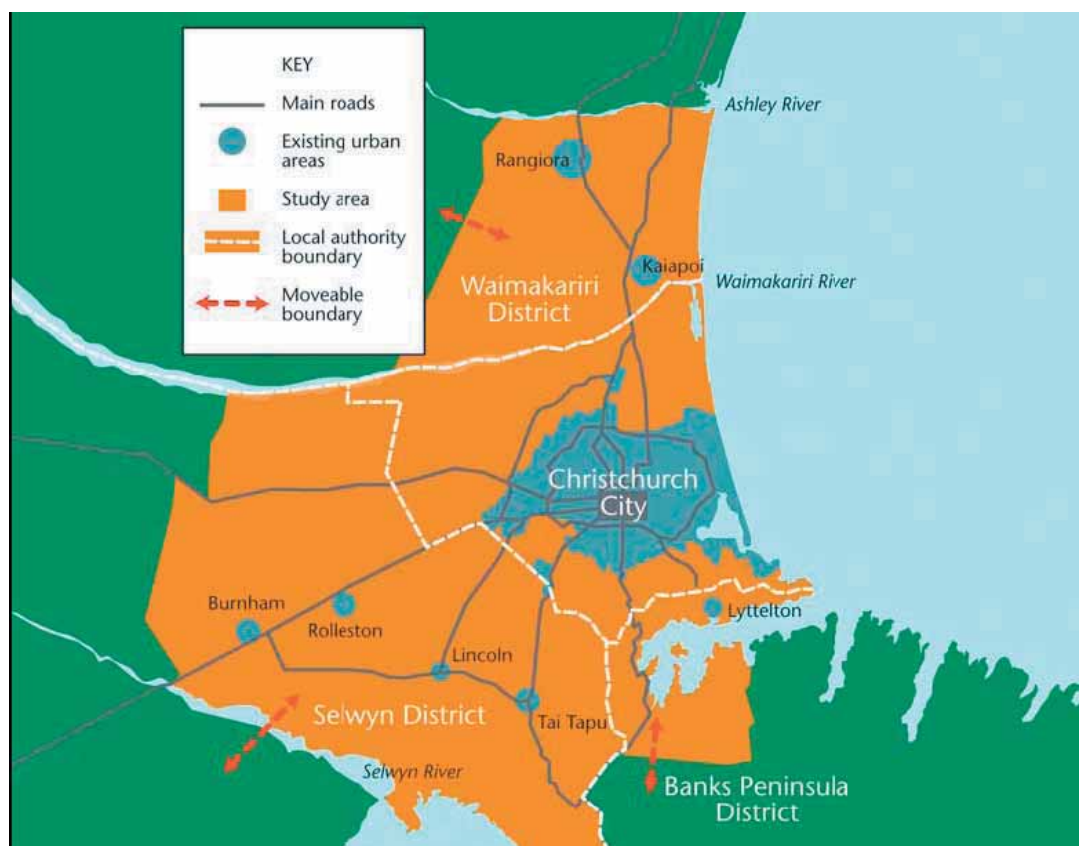 KEY
Main roads
Existing urban
areas
Study area
Local authority
boundary
Moveable
boundary
Ashley River
Rangiora
Kaiapoi
Waimakariri River
Waimakariri
District
Christchurch
City
Burnham
Rolleston
Lyttelton
Lincoln
Selwyn District
Tai Tapu
Selwyn River
Banks Peninsula
District